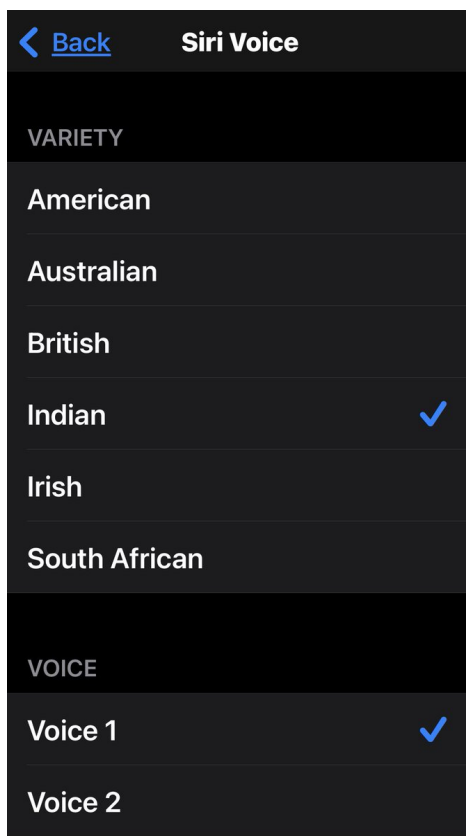 Back Siri Voice
VARIETY
American
Australian
British
Indian
Irish
South African
VOICE
Voice 1
Voice 2